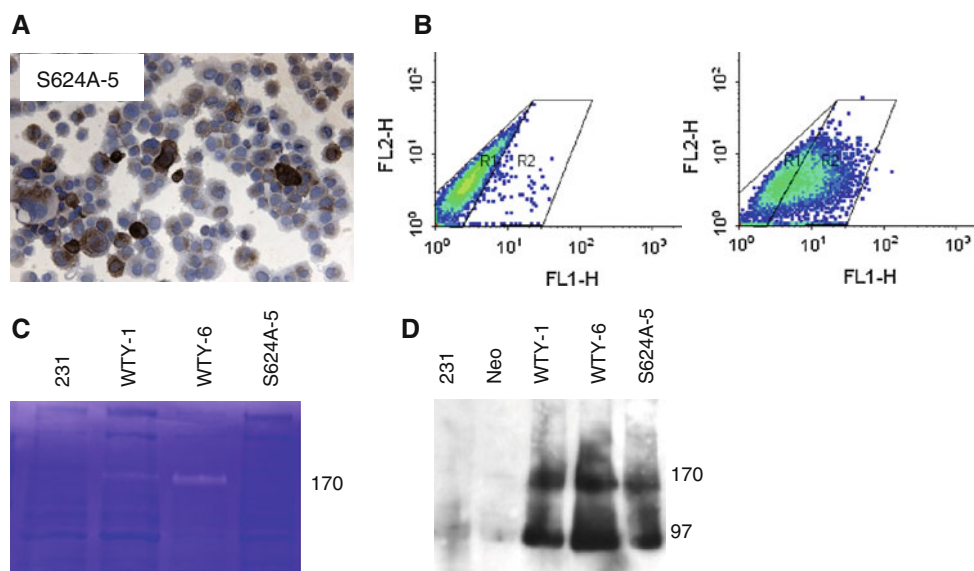 A
S624A-5
B
FL2-H
10²
10¹
10⁰
R1
R2
10⁰
10¹
10²
10³
FL1-H
FL2-H
10²
10¹
10⁰
R1
R2
10⁰
10¹
10²
10³
FL1-H
C
231
WTY-1
WTY-6
S624A-5
170
D
231
Neo
WTY-1
WTY-6
S624A-5
170
97